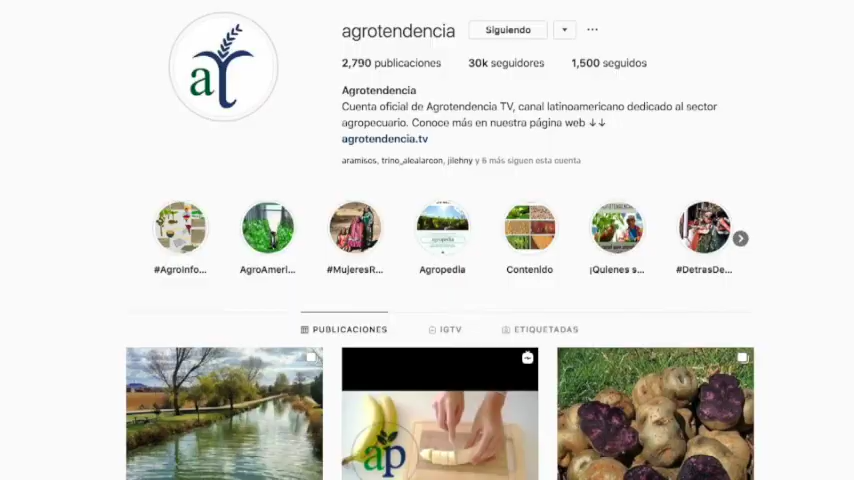 agrotendencia Siguiendo
2,790 publicaciones 30k seguidores 1,500 seguidos
Agrotendencia
Cuenta oficial de Agrotendencia TV, canal latinoamericano dedicado al sector
agropecuario. Conoce más en nuestra página web ↓↓
agrotendencia.tv
aramisos, trino_alealarcon, jilehny y 6 más siguen esta cuenta
agropedia
#AgroInfo... AgroAmeri... #MujeresR... Agropedia Contenido ¡Quienes s... #DetrasDe...
PUBLICACIONES IGTV ETIQUETADAS
ap